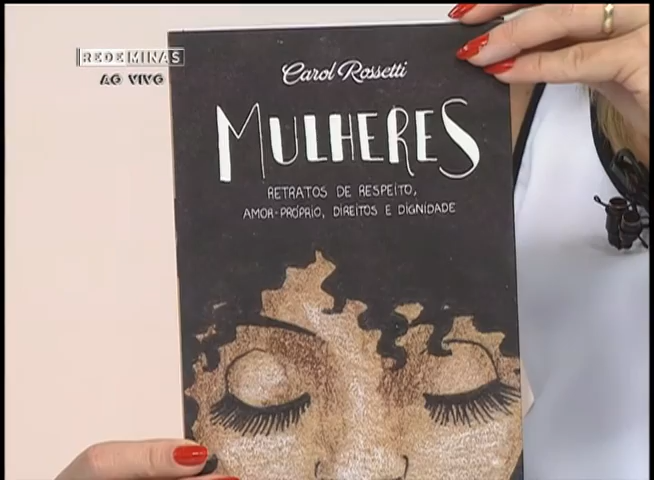 REDE MINAS
AO VIVO
Carol Rossetti
MULHERES
RETRATOS DE RESPEITO,
AMOR-PRÓPRIO, DIREITOS E DIGNIDADE